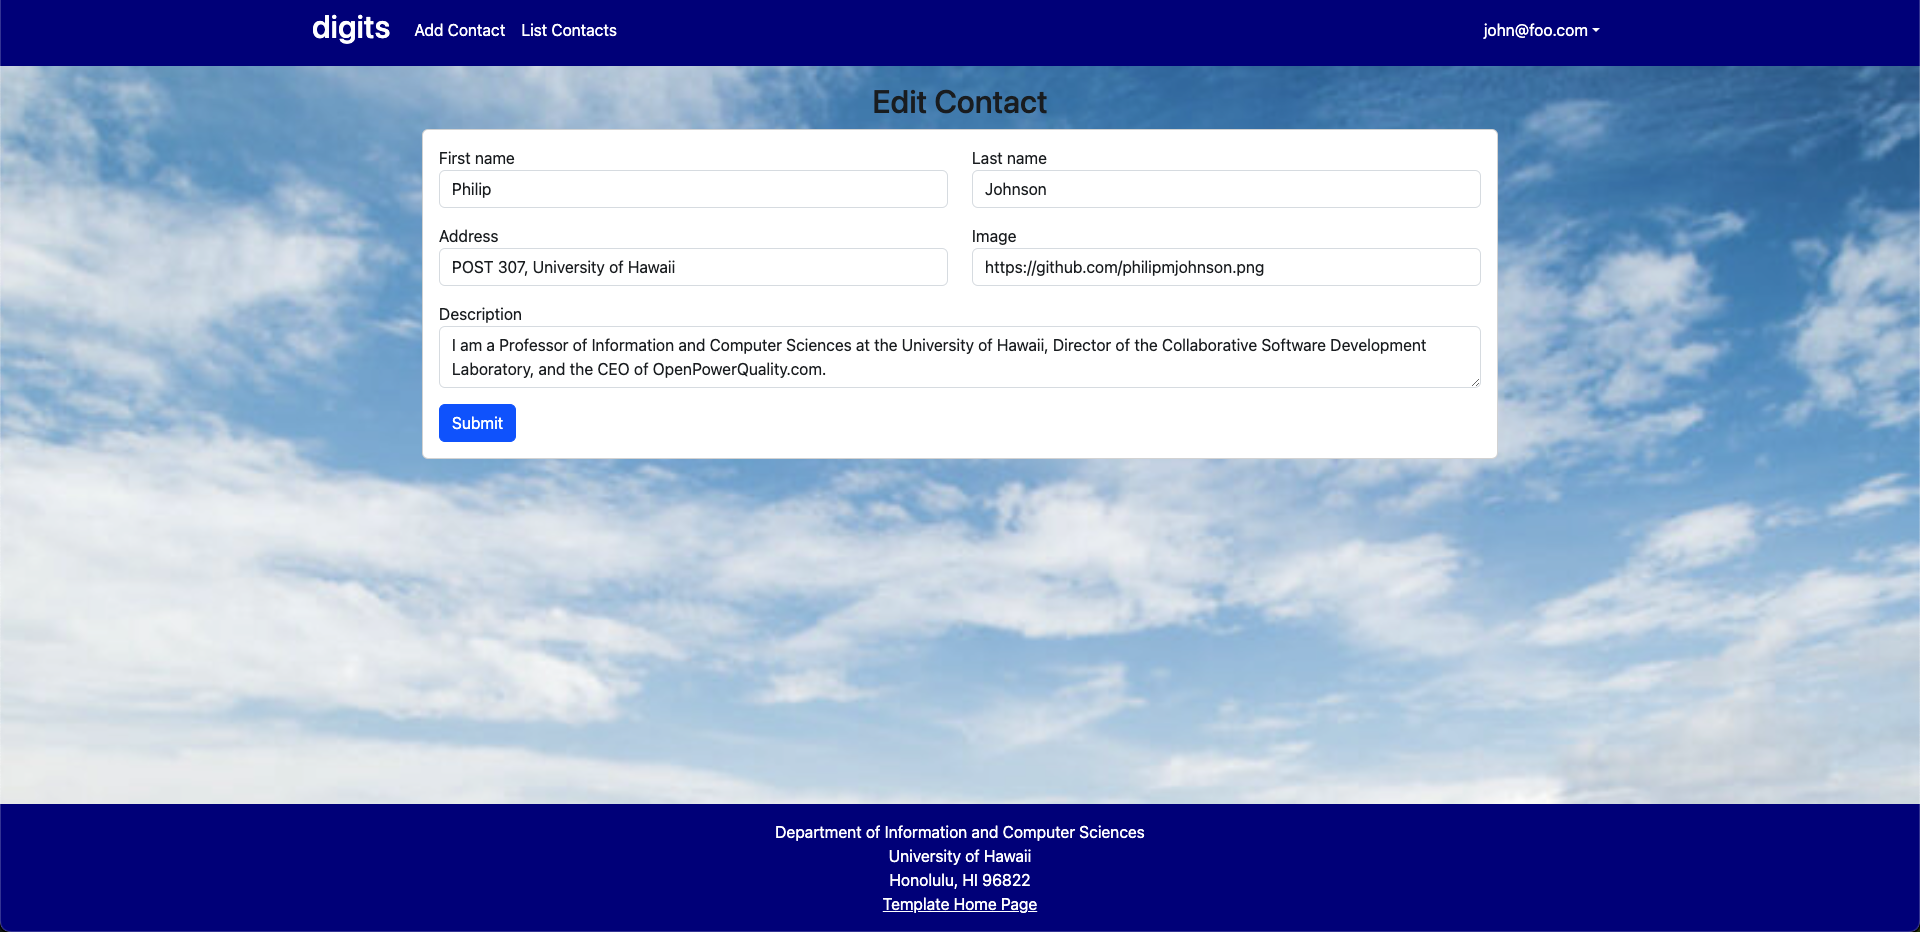 digits Add Contact List Contacts john@foo.com
Edit Contact
First name Last name
Philip Johnson
Address Image
POST 307, University of Hawaii https://github.com/philipmjohnson.png
Description
I am a Professor of Information and Computer Sciences at the University of Hawaii, Director of the Collaborative Software Development
Laboratory, and the CEO of OpenPowerQuality.com.
Submit
Department of Information and Computer Sciences
University of Hawaii
Honolulu, HI 96822
Template Home Page